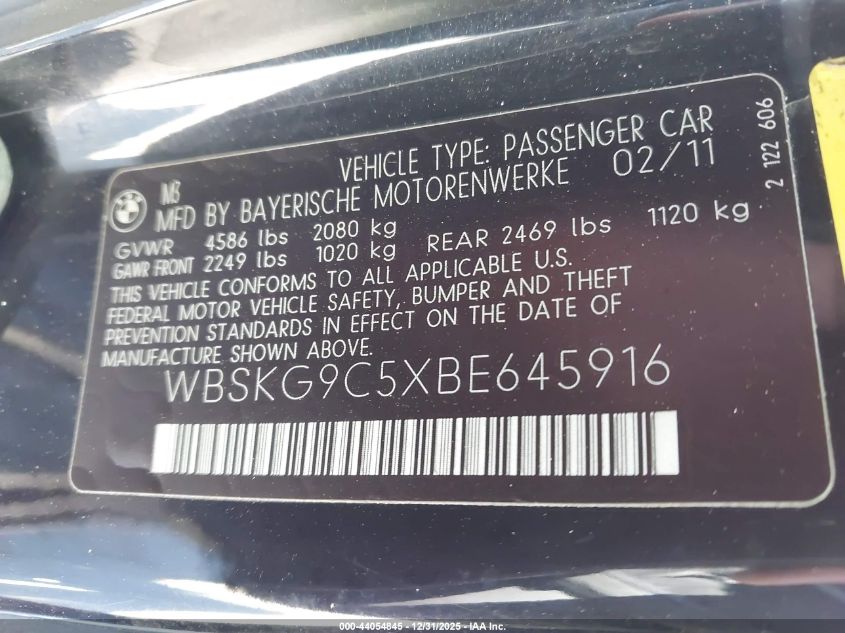 BMW
M3
VEHICLE TYPE: PASSENGER CAR
MFD BY BAYERISCHE MOTORENWERKE 02/11
GVWR 4586 lbs 2080 kg
GAWR FRONT 2249 lbs 1020 kg REAR 2469 lbs 1120 kg
THIS VEHICLE CONFORMS TO ALL APPLICABLE U.S.
FEDERAL MOTOR VEHICLE SAFETY, BUMPER AND THEFT
PREVENTION STANDARDS IN EFFECT ON THE DATE OF
MANUFACTURE SHOWN ABOVE.
WBSKG9C5XBE645916
2 122 606
000-44054845 - 12/31/2025 - IAA Inc.